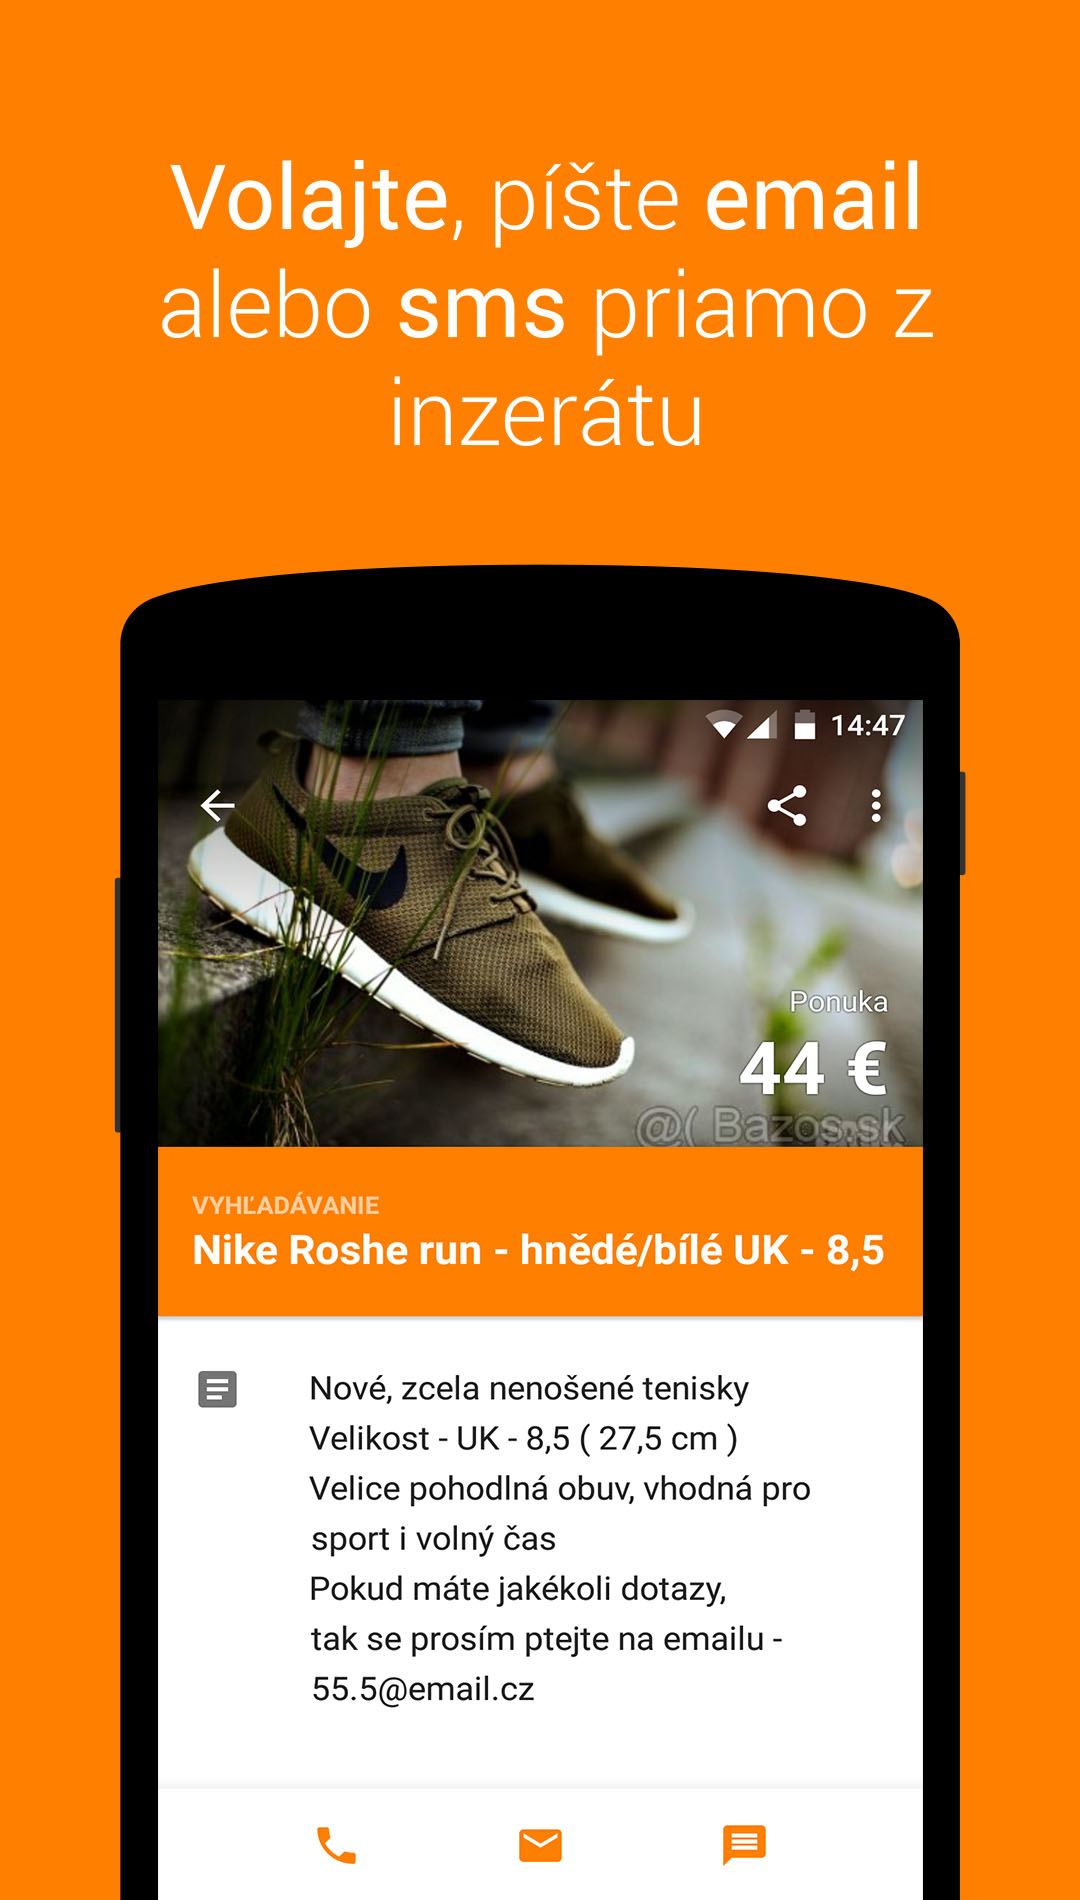 Volajte, píšte email
alebo sms priamo z
inzerátu
14:47
Ponuka
44 €
@( Bazos.sk
VYHĽADÁVANIE
Nike Roshe run - hnědé/bílé UK - 8,5
Nové, zcela nenošené tenisky
Velikost - UK - 8,5 ( 27,5 cm )
Velice pohodlná obuv, vhodná pro
sport i volný čas
Pokud máte jakékoli dotazy,
tak se prosím ptejte na emailu -
55.5@email.cz